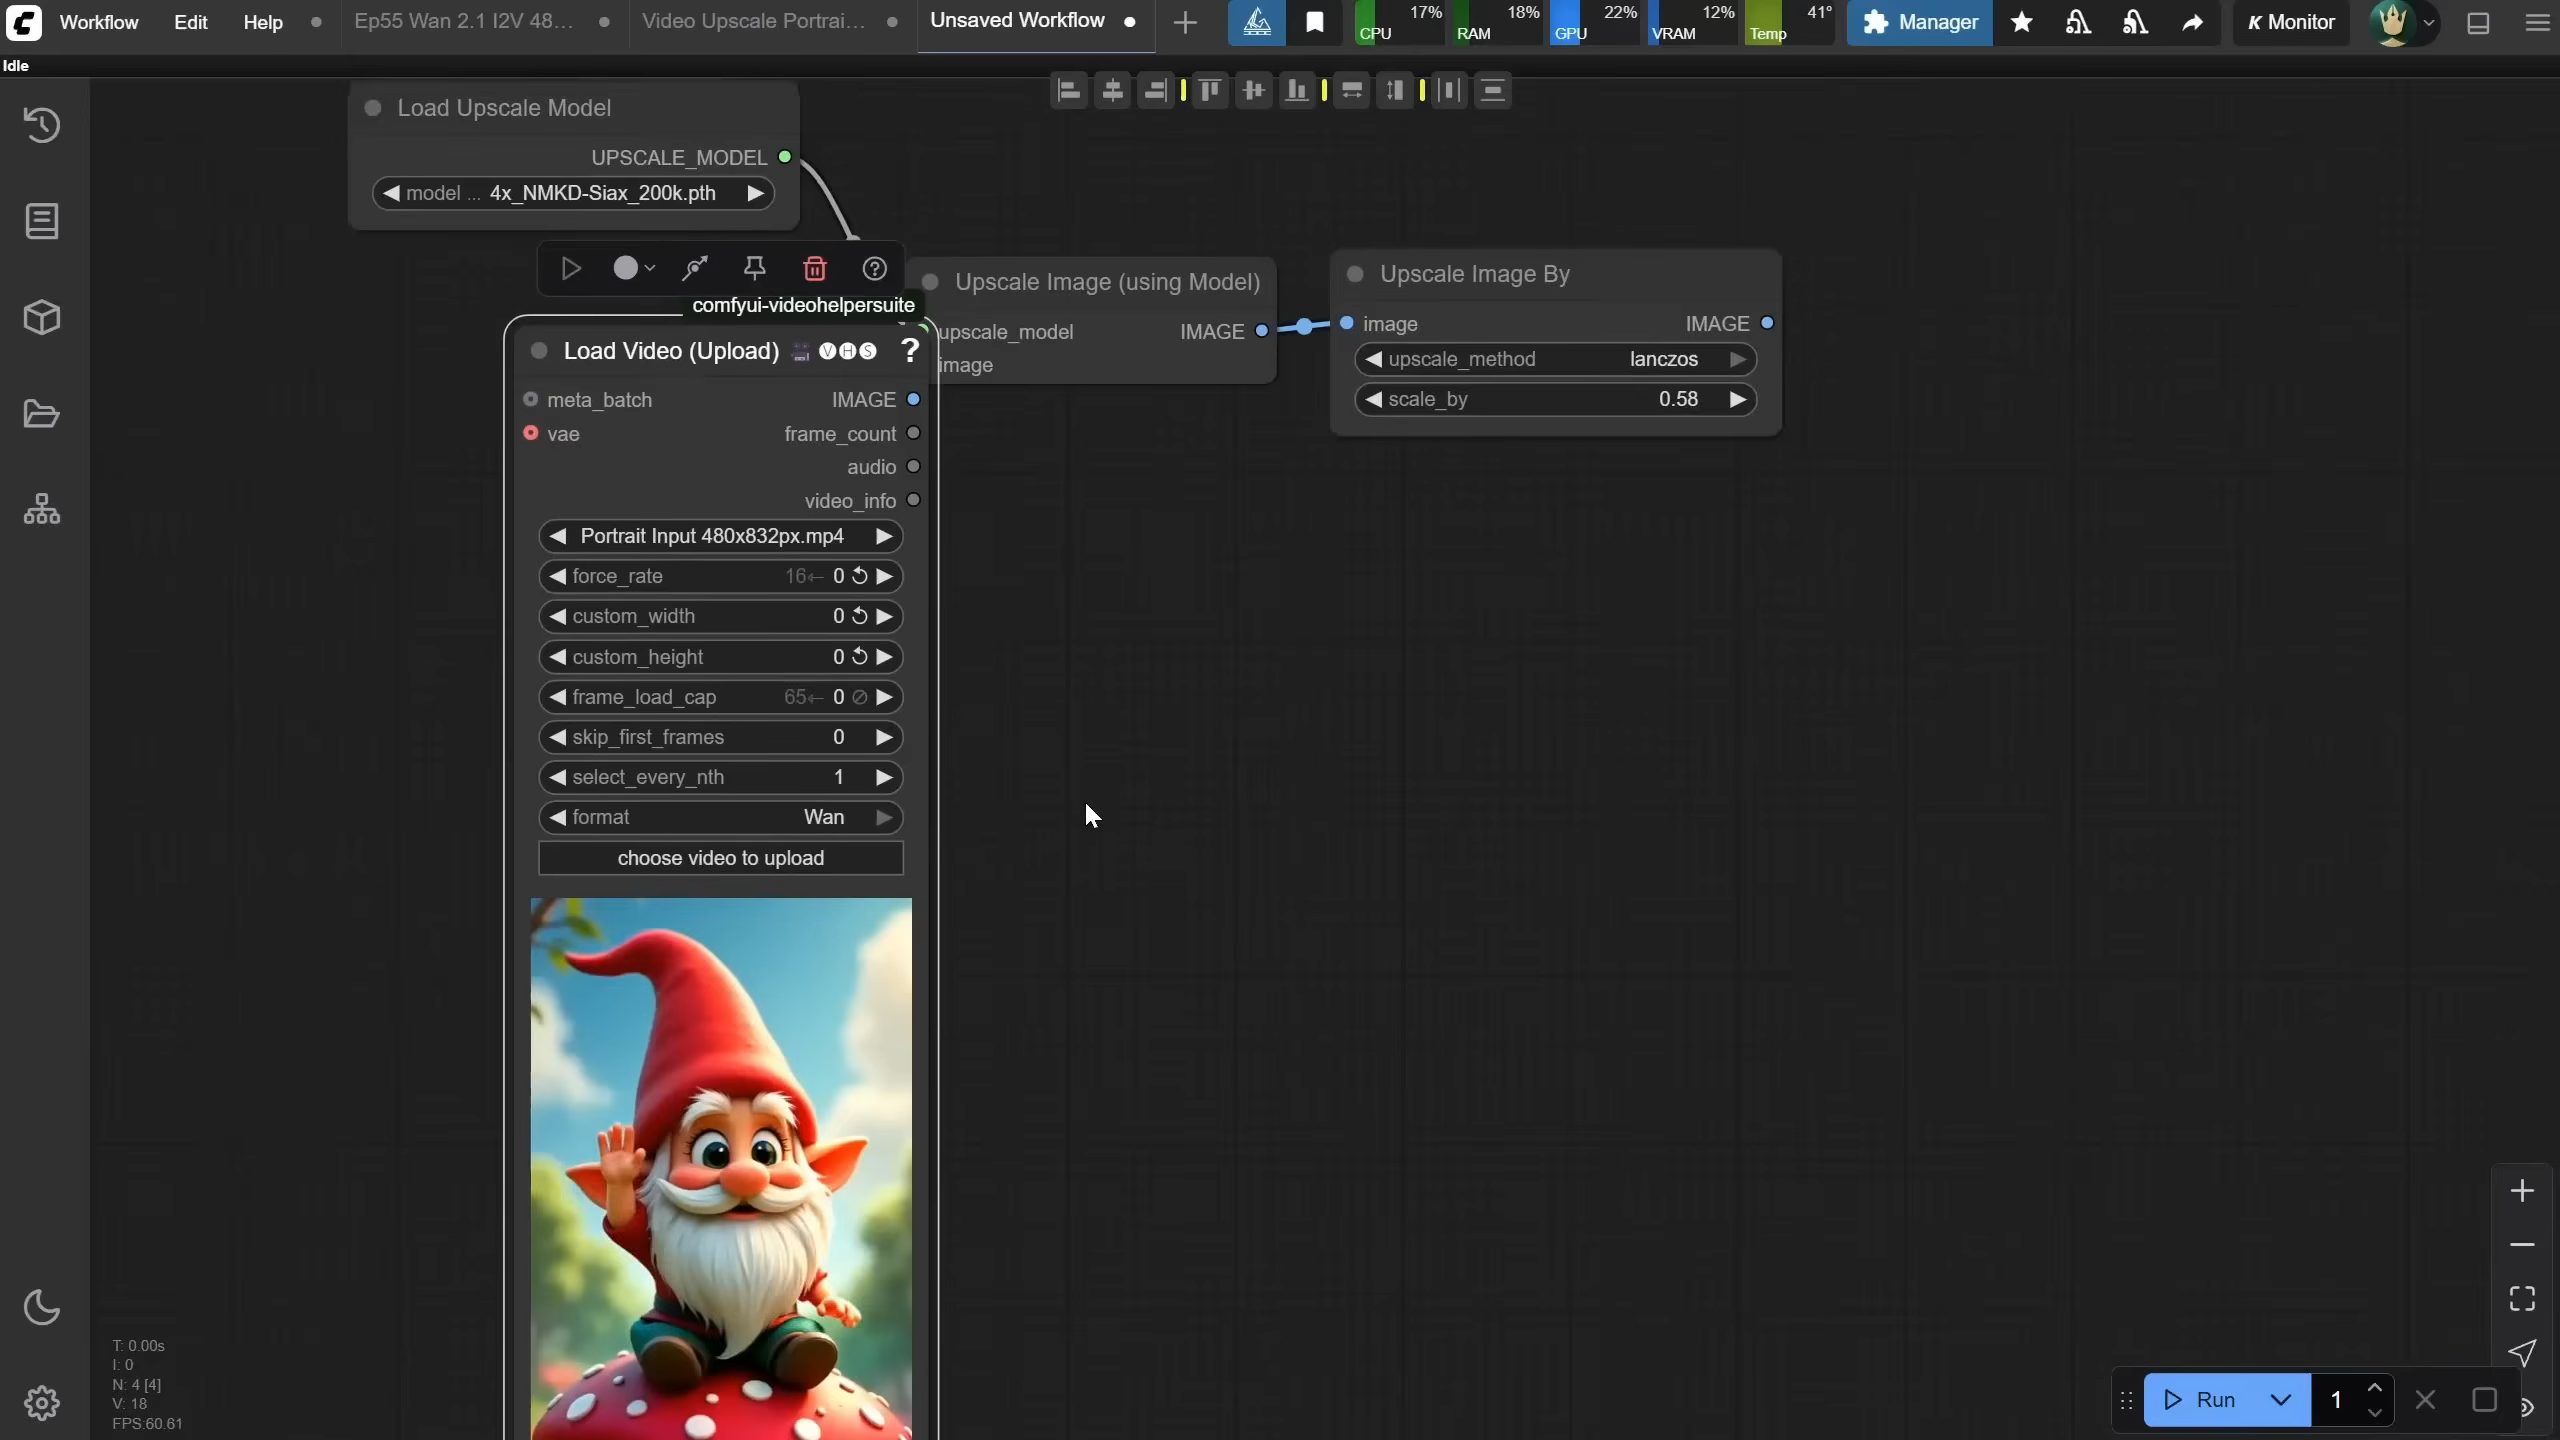 Workflow
Edit
Help
Ep55 Wan 2.1 I2V 48...
Video Upscale Portrai...
Unsaved Workflow
17%
CPU
18%
RAM
22%
GPU
12%
VRAM
41°
Temp
Manager
K Monitor
Idle
Load Upscale Model
UPSCALE_MODEL
model ... 4x_NMKD-Siax_200k.pth
comfyui-videohelpersuite
Upscale Image (using Model)
upscale_model IMAGE
image
Upscale Image By
image IMAGE
upscale_method lanczos
scale_by 0.58
Load Video (Upload) VHS ?
meta_batch IMAGE
vae frame_count
audio
video_info
Portrait Input 480x832px.mp4
force_rate 16← 0
custom_width 0
custom_height 0
frame_load_cap 65← 0
skip_first_frames 0
select_every_nth 1
format Wan
choose video to upload
T: 0.00s
I: 0
N: 4 [4]
V: 18
FPS:60.61
Run
1